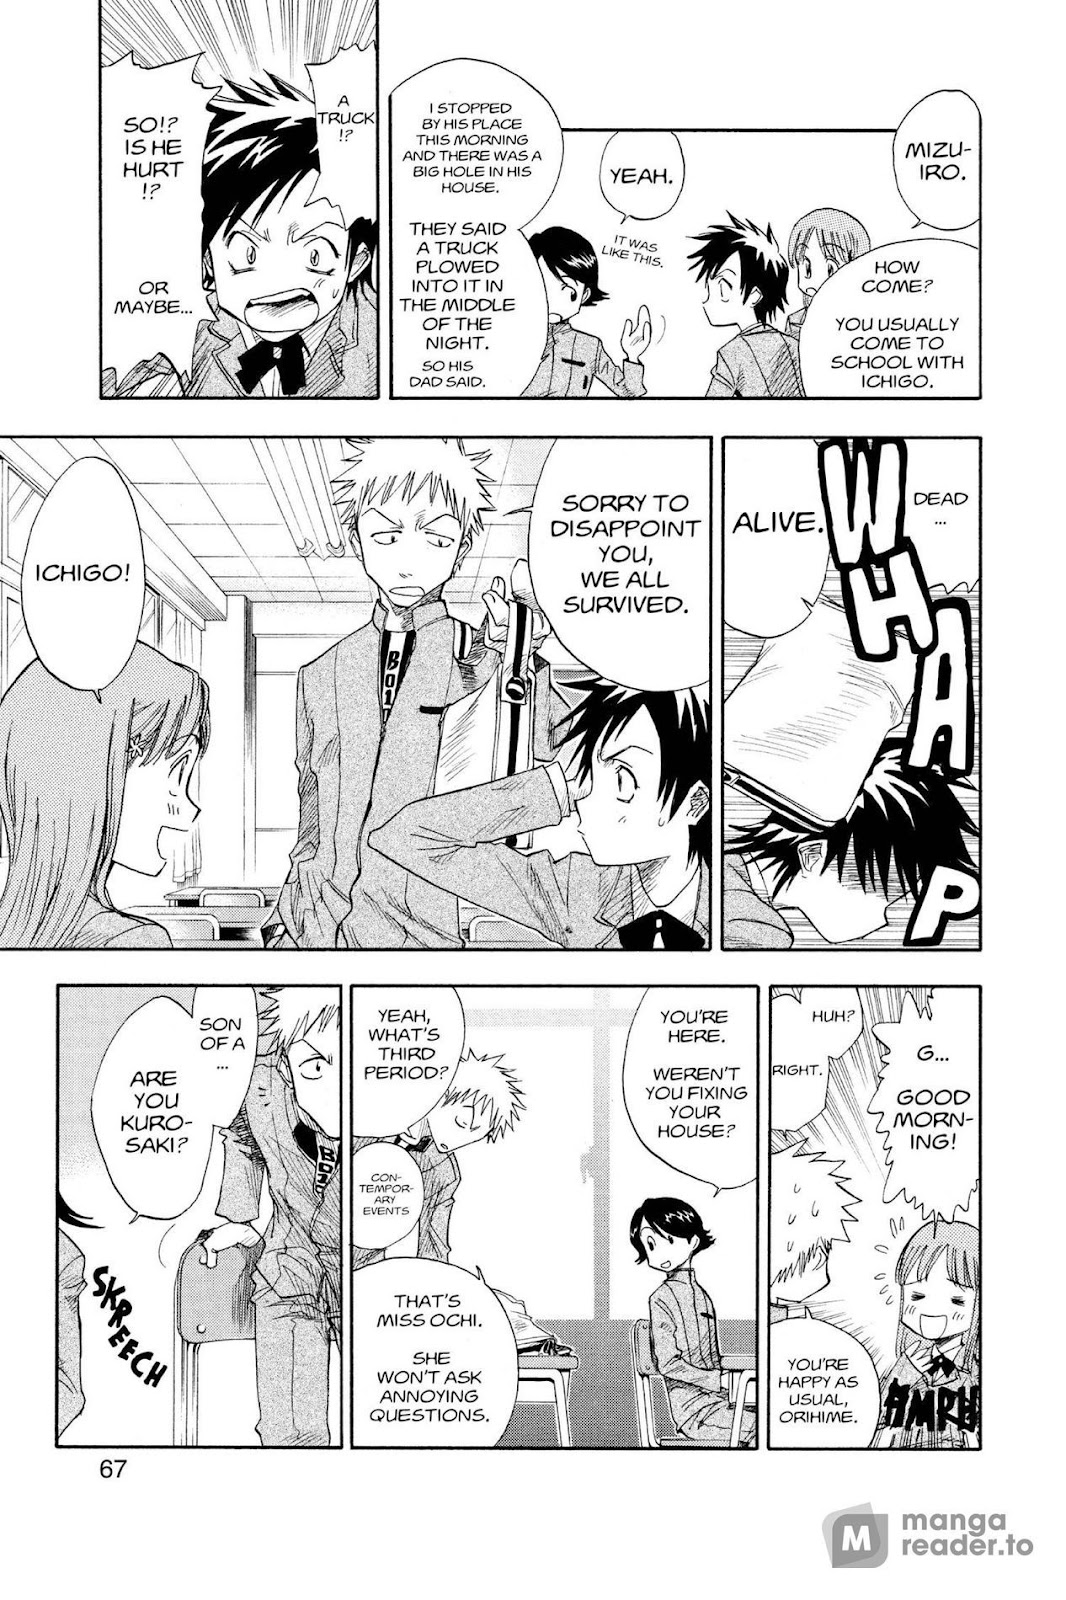 MIZU-
IRO.
HOW
COME?
YOU USUALLY
COME TO
SCHOOL WITH
ICHIGO.
YEAH.
IT WAS
LIKE THIS.
I STOPPED
BY HIS PLACE
THIS MORNING
AND THERE WAS A
BIG HOLE IN HIS
HOUSE.
THEY SAID
A TRUCK
PLOWED
INTO IT IN
THE MIDDLE
OF THE
NIGHT.
SO HIS
DAD SAID.
A
TRUCK
!?
SO!?
IS HE
HURT
!?
OR
MAYBE...
DEAD
...
WHAP
ALIVE.
SORRY TO
DISAPPOINT
YOU,
WE ALL
SURVIVED.
ICHIGO!
G...
GOOD
MORN-
ING!
HUH?
RIGHT.
YOU'RE
HAPPY AS
USUAL,
ORIHIME.
YOU'RE
HERE.
WEREN'T
YOU FIXING
YOUR
HOUSE?
YEAH,
WHAT'S
THIRD
PERIOD?
CON-
TEMPOR-
ARY
EVENTS
THAT'S
MISS OCHI.
SHE
WON'T ASK
ANNOYING
QUESTIONS.
SON
OF A
...
ARE
YOU
KURO-
SAKI?
SKREECH
67
M manga
reader.to